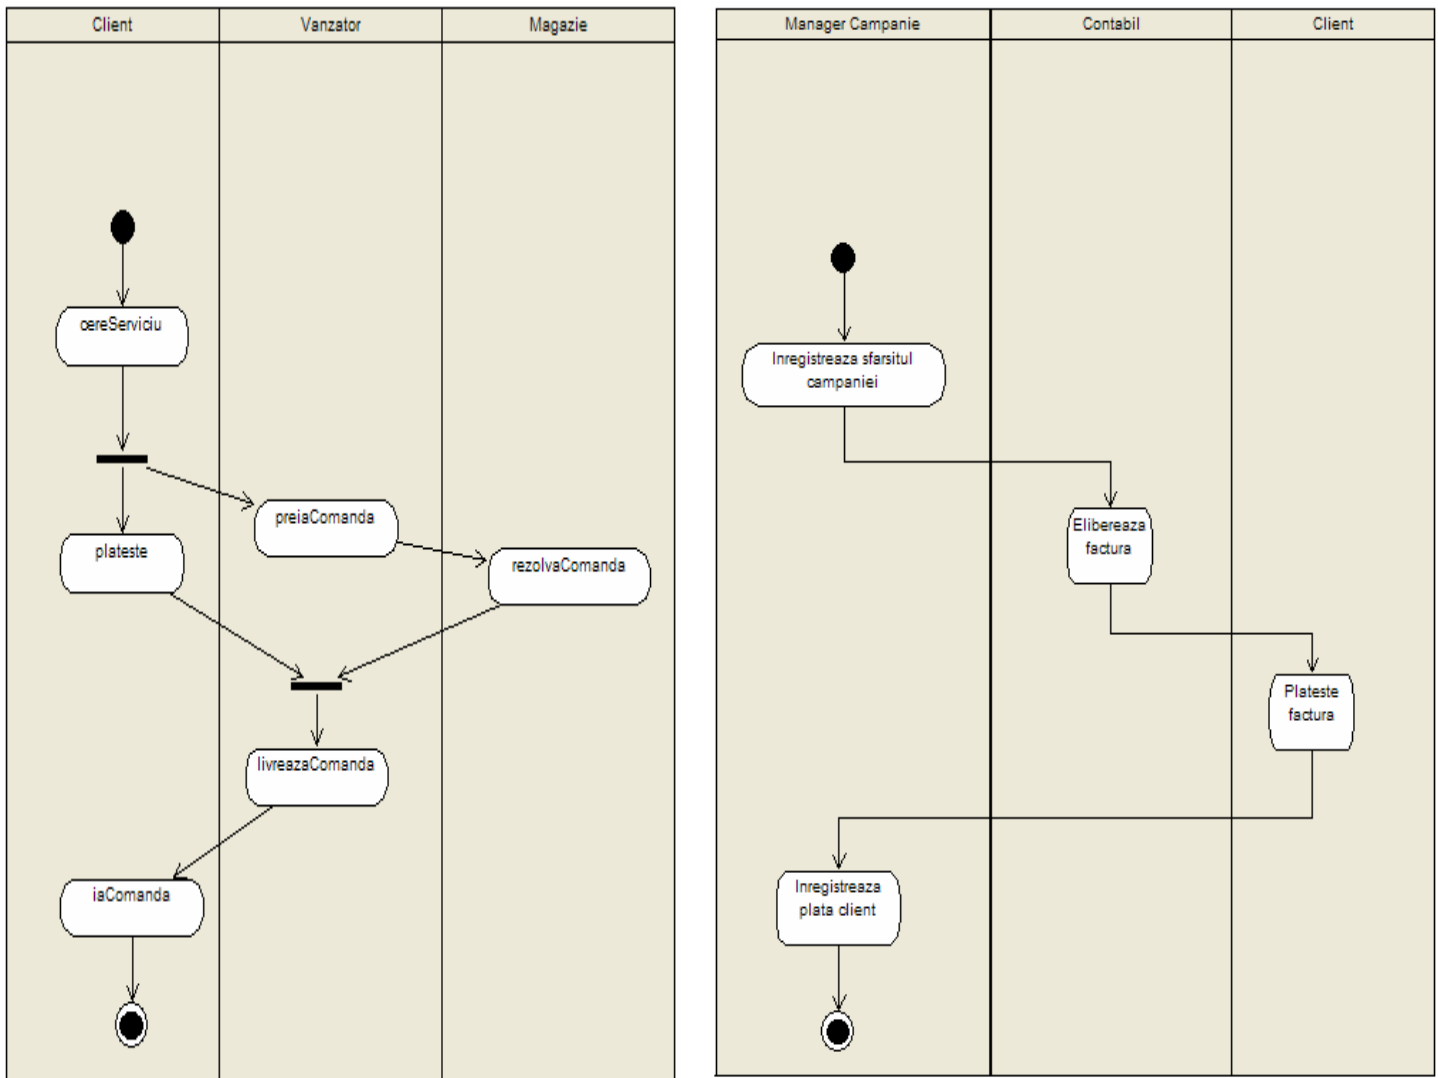 Client
Vanzator
Magazie
cereServiciu
preiaComanda
plateste
rezolvaComanda
livreazaComanda
iaComanda
Manager Campanie
Contabil
Client
Inregistreaza sfarsitul
campaniei
Elibereaza
factura
Plateste
factura
Inregistreaza
plata client